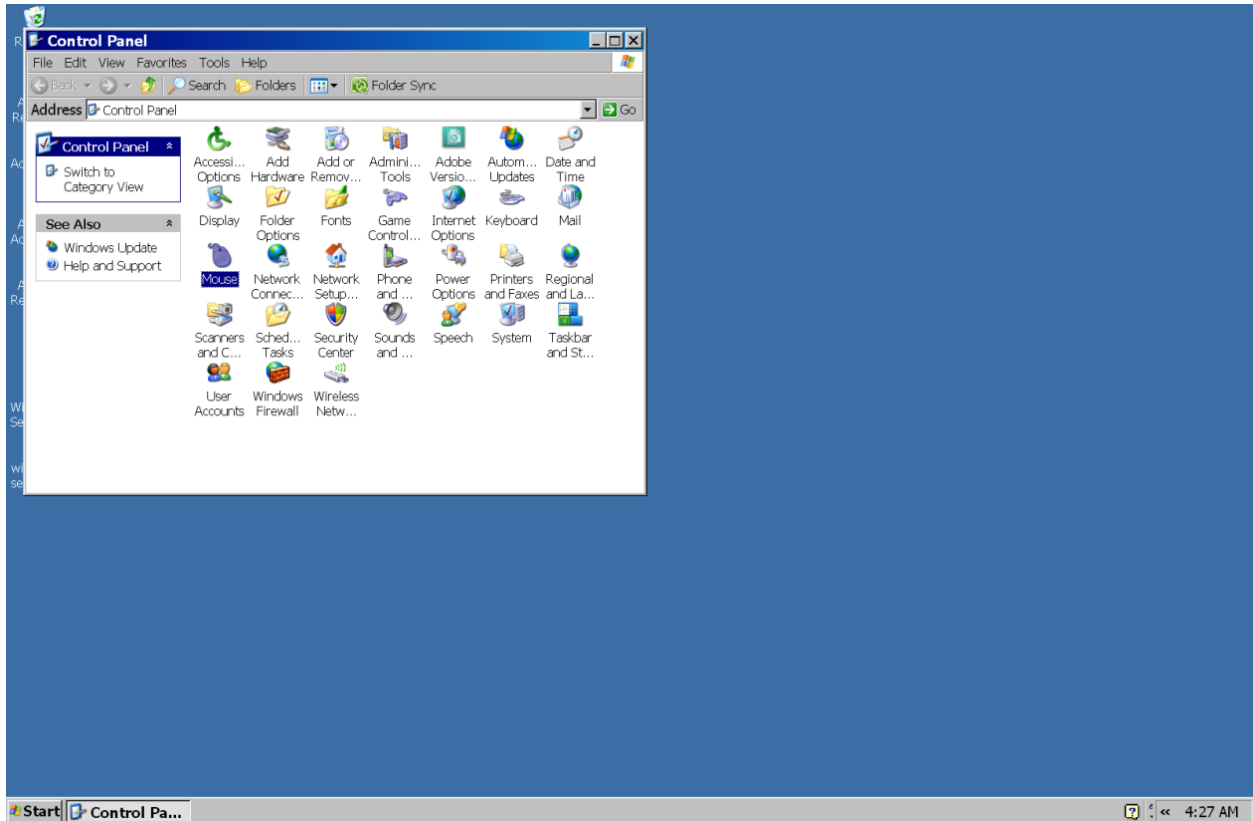 Control Panel
File Edit View Favorites Tools Help
Back Search Folders Folder Sync
Address Control Panel Go
Control Panel
Switch to
Category View
See Also
Windows Update
Help and Support
Accessi... Add Add or Admini... Adobe Autom... Date and
Options Hardware Remov... Tools Versio... Updates Time
Display Folder Fonts Game Internet Keyboard Mail
Options Control... Options
Mouse Network Network Phone Power Printers Regional
Connec... Setup... and ... Options and Faxes and La...
Scanners Sched... Security Sounds Speech System Taskbar
and C... Tasks Center and ... and St...
User Windows Wireless
Accounts Firewall Netw...
Start Control Pa... 4:27 AM